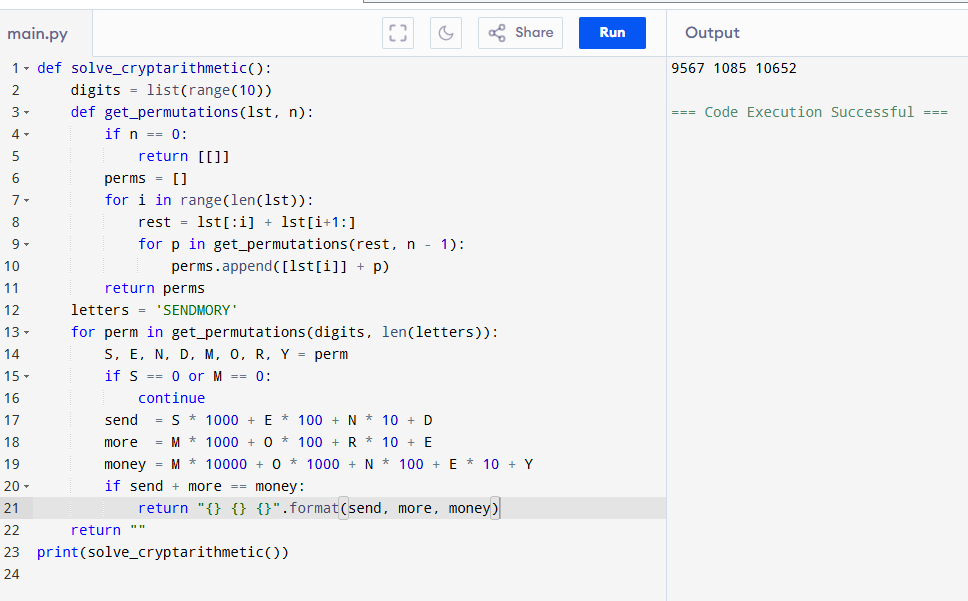 main.py
Share
Run
Output
1 def solve_cryptarithmetic():
2     digits = list(range(10))
3     def get_permutations(lst, n):
4         if n == 0:
5             return [[]]
6         perms = []
7         for i in range(len(lst)):
8             rest = lst[:i] + lst[i+1:]
9             for p in get_permutations(rest, n - 1):
10                 perms.append([lst[i]] + p)
11         return perms
12     letters = 'SENDMORY'
13     for perm in get_permutations(digits, len(letters)):
14         S, E, N, D, M, O, R, Y = perm
15         if S == 0 or M == 0:
16             continue
17         send  = S * 1000 + E * 100 + N * 10 + D
18         more  = M * 1000 + O * 100 + R * 10 + E
19         money = M * 10000 + O * 1000 + N * 100 + E * 10 + Y
20         if send + more == money:
21             return "{} {} {}".format(send, more, money)
22     return ""
23 print(solve_cryptarithmetic())
24
9567 1085 10652
=== Code Execution Successful ===